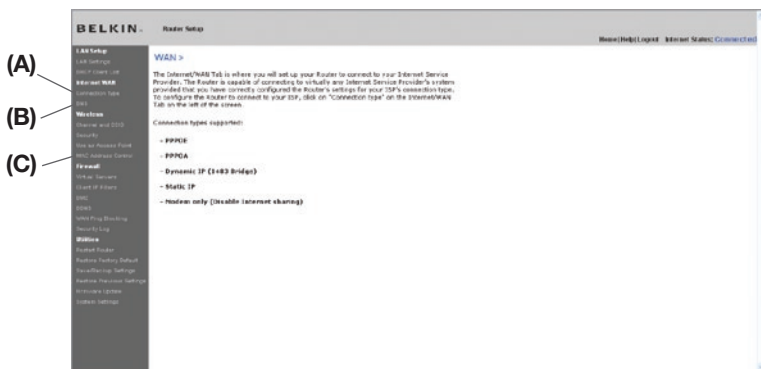 BELKIN.
Router Setup
Home|Help|Logout Internet Status: Connected
(A)
(B)
(C)
LAN Setup
LAN Settings
DHCP Client List
Internet WAN
Connection Type
DNS
Wireless
Channel and SSID
Security
Use as Access Point
MAC Address Control
Firewall
Virtual Servers
Client IP Filters
DMZ
DDNS
WAN Ping Blocking
Security Log
Utilities
Restart Router
Restore Factory Default
Save/Backup Settings
Restore Previous Settings
Firmware Update
System Settings
WAN >
The Internet/WAN Tab is where you will set up your Router to connect to your Internet Service
Provider. The Router is capable of connecting to virtually any Internet Service Provider's system
provided that you have correctly configured the Router's settings for your ISP's connection type.
To configure the Router to connect to your ISP, click on "Connection type" on the Internet/WAN
Tab on the left of the screen.
Connection types supported:
- PPPOE
- PPPOA
- Dynamic IP (1483 Bridge)
- Static IP
- Modem only (Disable Internet sharing)